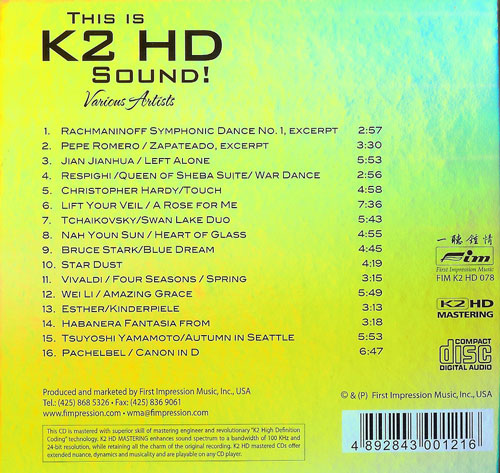 THIS IS
K2 HD
SOUND!
Various Artists
1. RACHMANINOFF SYMPHONIC DANCE NO. 1, EXCERPT 2:57
2. PEPE ROMERO / ZAPATEADO, EXCERPT 3:30
3. JIAN JIANHUA / LEFT ALONE 5:53
4. RESPIGHI /QUEEN OF SHEBA SUITE/ WAR DANCE 2:56
5. CHRISTOPHER HARDY/TOUCH 4:58
6. LIFT YOUR VEIL / A ROSE FOR ME 7:36
7. TCHAIKOVSKY/SWAN LAKE DUO 5:43
8. NAH YOUN SUN / HEART OF GLASS 4:55
9. BRUCE STARK/BLUE DREAM 4:45
10. STAR DUST 4:19
11. VIVALDI / FOUR SEASONS / SPRING 3:15
12. WEI LI / AMAZING GRACE 5:49
13. ESTHER/KINDERPIELE 3:13
14. HABANERA FANTASIA FROM 3:18
15. TSUYOSHI YAMAMOTO/AUTUMN IN SEATTLE 5:53
16. PACHELBEL / CANON IN D 6:47
一聽鍾情
Fim
First Impression Music
FIM K2 HD 078
K2 HD
MASTERING
COMPACT
disc
DIGITAL AUDIO
Produced and marketed by First Impression Music, Inc., USA
Tel.: (425) 868 5326 • Fax: (425) 836 9061
www.fimpression.com • wma@fimpression.com
© & (P) First Impression Music, Inc., USA
This CD is mastered with superior skill of mastering engineer and revolutionary "K2 High Definition
Coding" technology. K2 HD MASTERING enhances sound spectrum to a bandwidth of 100 KHz and
24-bit resolution, while retaining all the charm of the original recording. K2 HD mastered CDs offer
extended nuance, dynamics and musicality and are playable on any CD player.
4 892843 001216